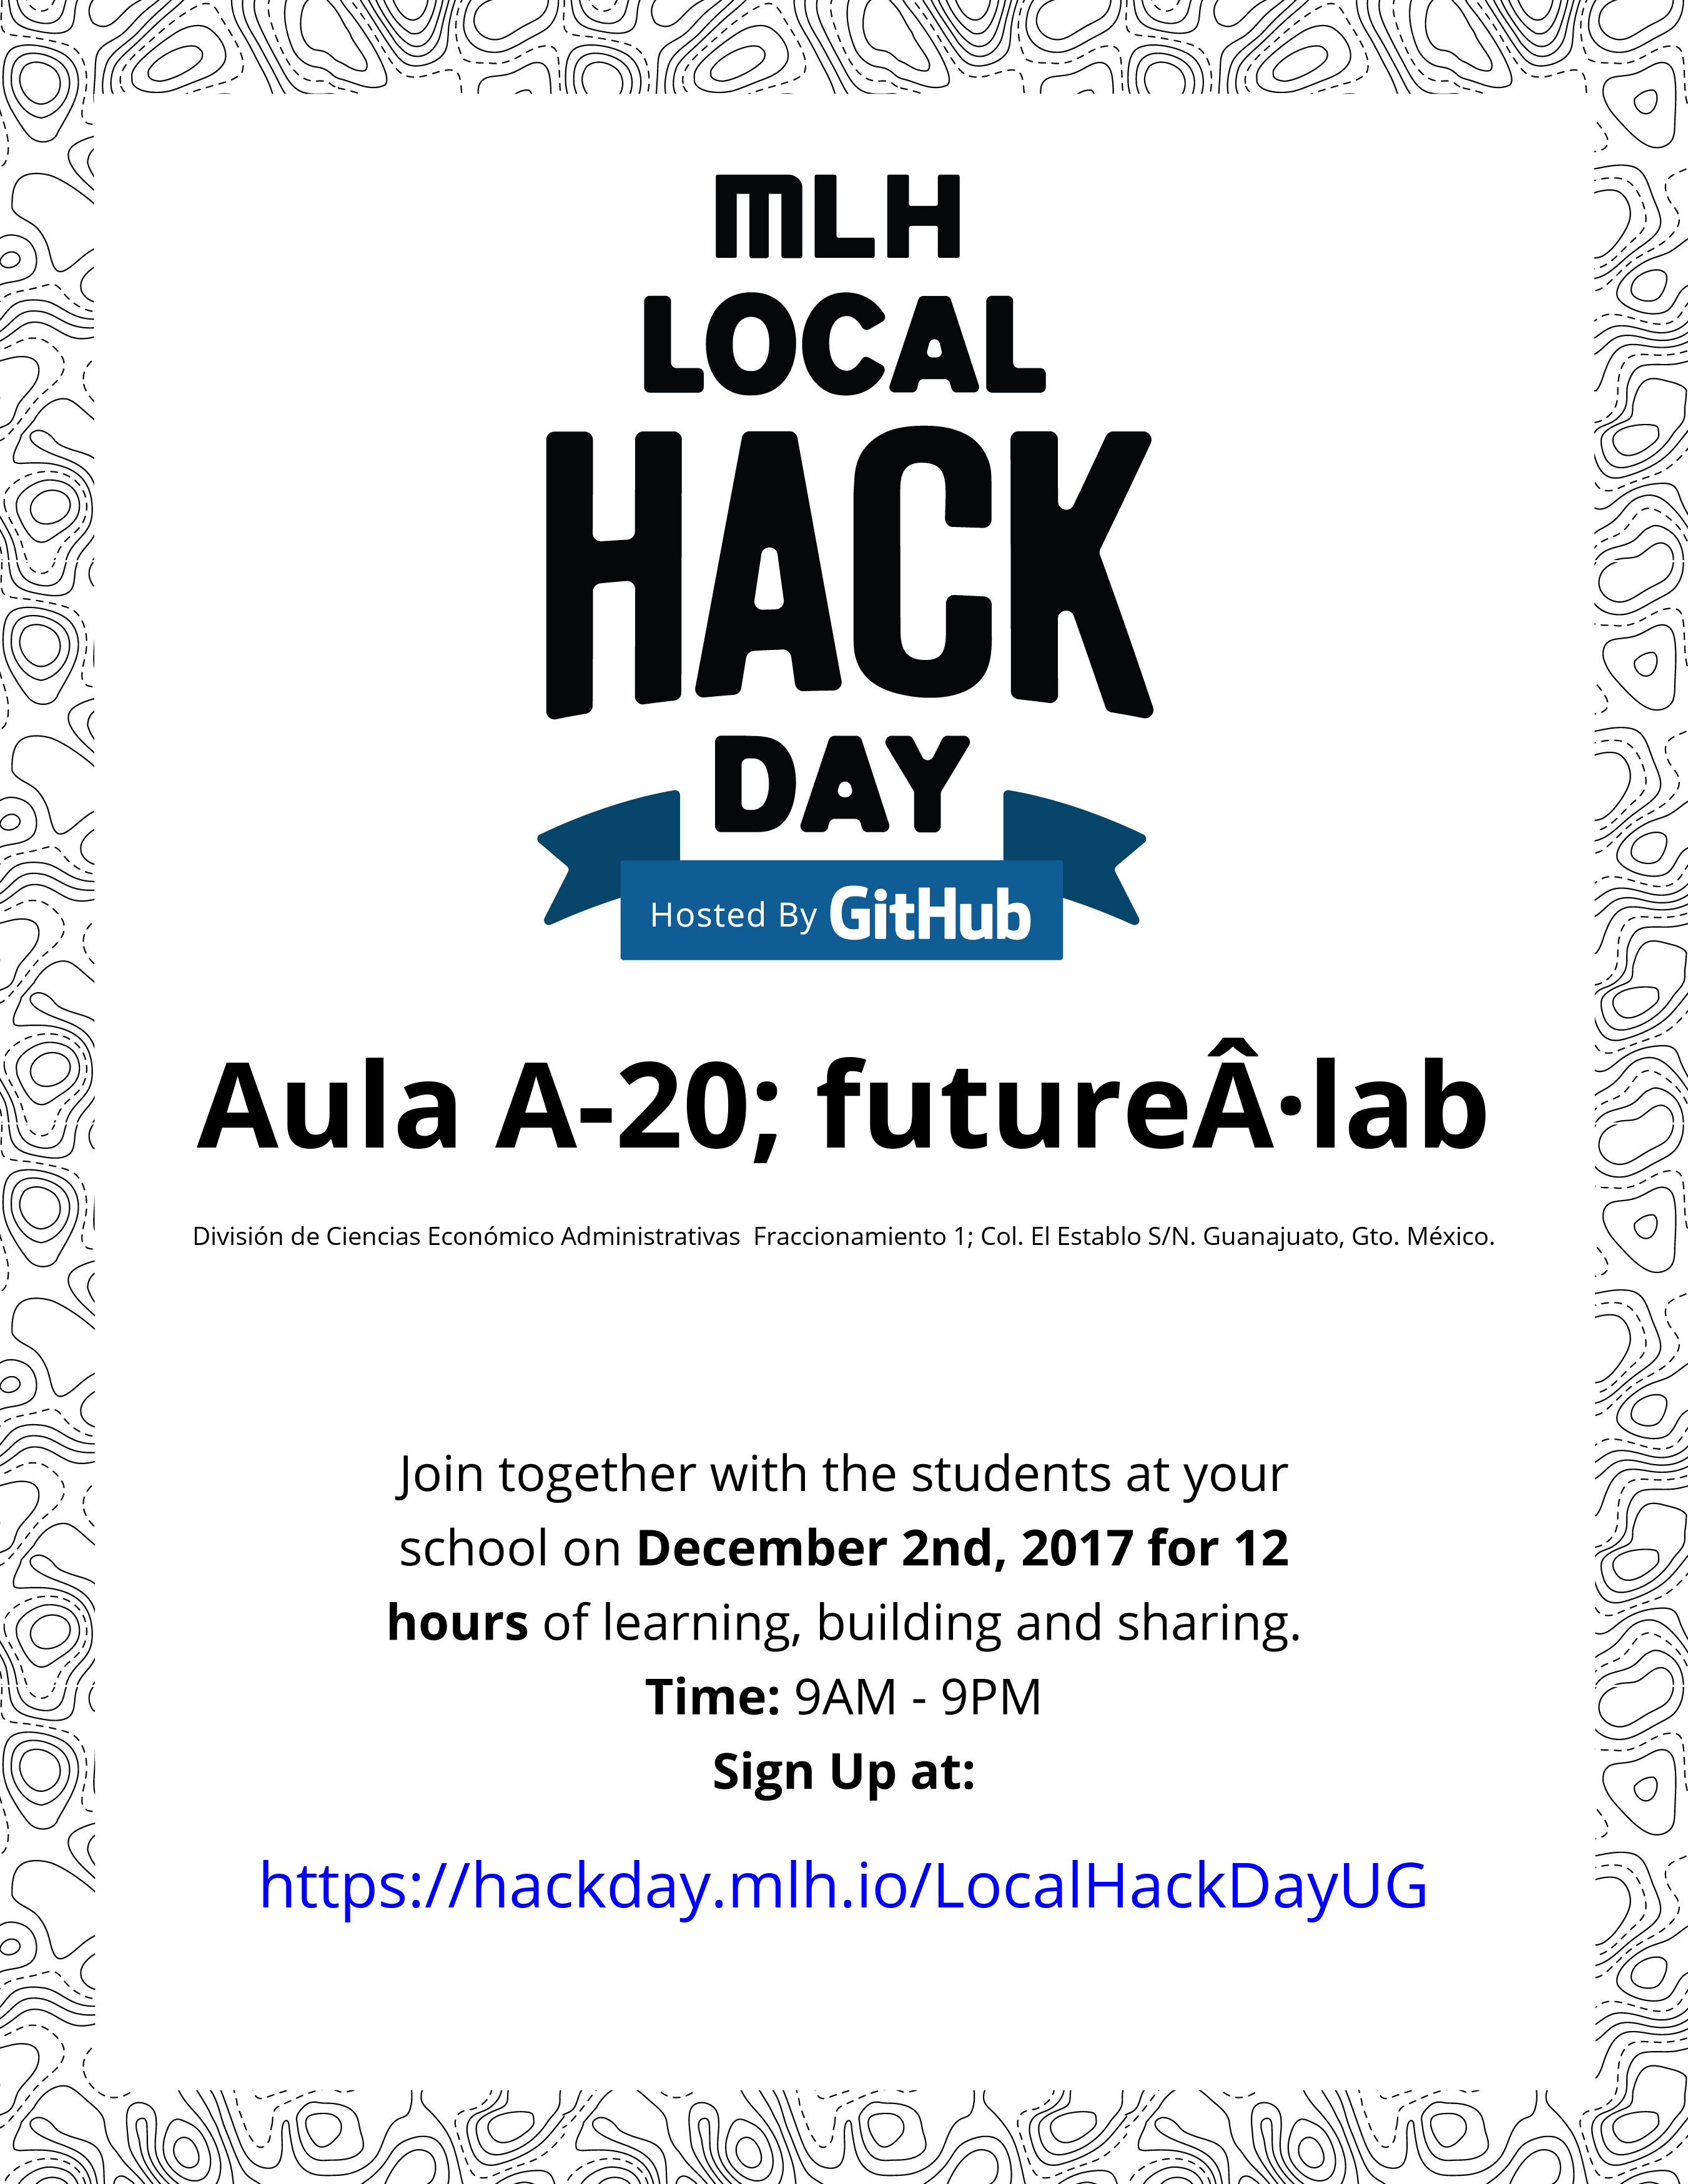 MLH
LOCAL
HACK
DAY
Hosted By GitHub
Aula A-20; futureÂ·lab
División de Ciencias Económico Administrativas  Fraccionamiento 1; Col. El Establo S/N. Guanajuato, Gto. México.
Join together with the students at your
school on December 2nd, 2017 for 12
hours of learning, building and sharing.
Time: 9AM - 9PM
Sign Up at:
https://hackday.mlh.io/LocalHackDayUG